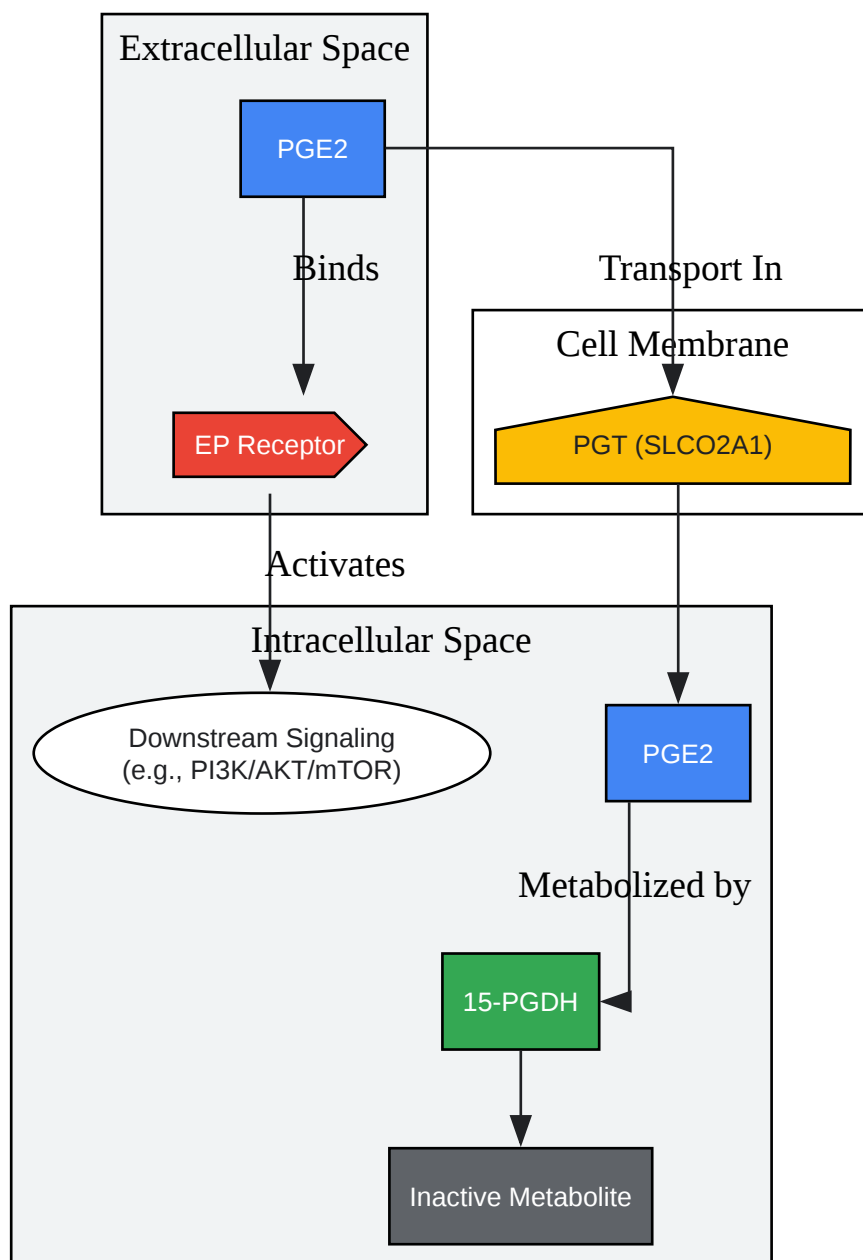 Extracellular Space
PGE2
Binds
Transport In
Cell Membrane
EP Receptor
PGT (SLCO2A1)
Activates
Intracellular Space
Downstream Signaling
(e.g., PI3K/AKT/mTOR)
PGE2
Metabolized by
15-PGDH
Inactive Metabolite